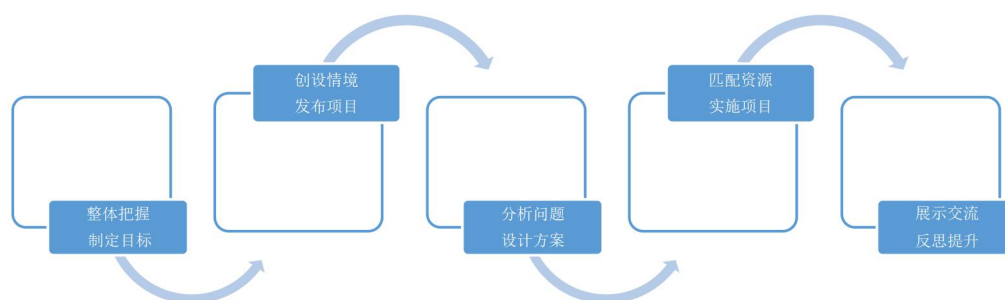 整体把握
制定目标
创设情境
发布项目
分析问题
设计方案
匹配资源
实施项目
展示交流
反思提升